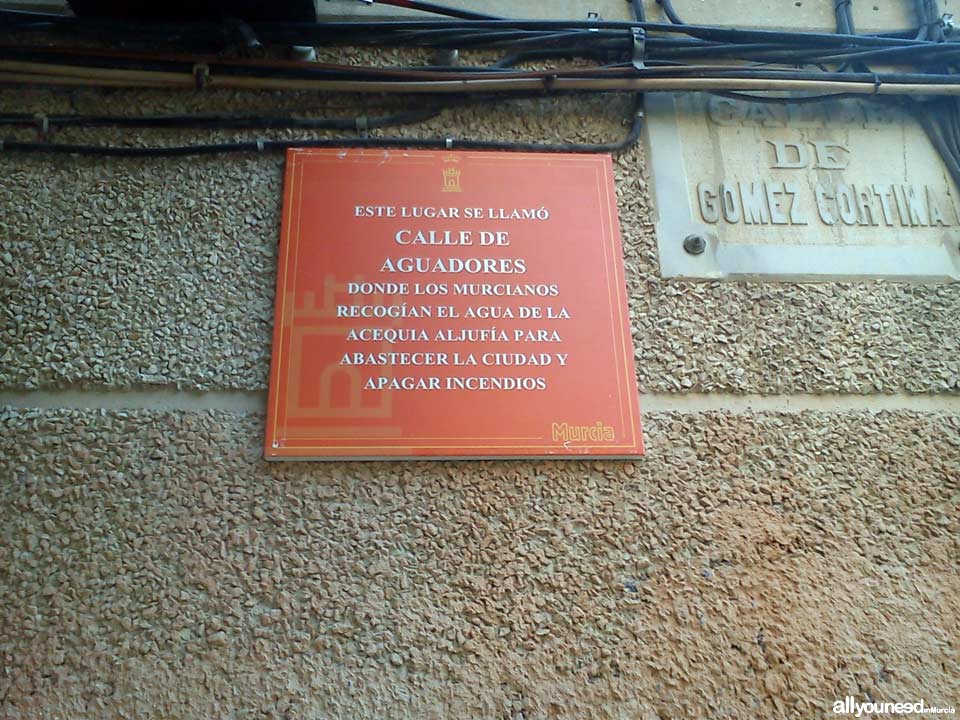 ESTE LUGAR SE LLAMÓ
CALLE DE
AGUADORES
DONDE LOS MURCIANOS
RECOGÍAN EL AGUA DE LA
ACEQUIA ALJUFÍA PARA
ABASTECER LA CIUDAD Y
APAGAR INCENDIOS
Murcia
CALLE
DE
GOMEZ CORTINA
allyouneedinMurcia